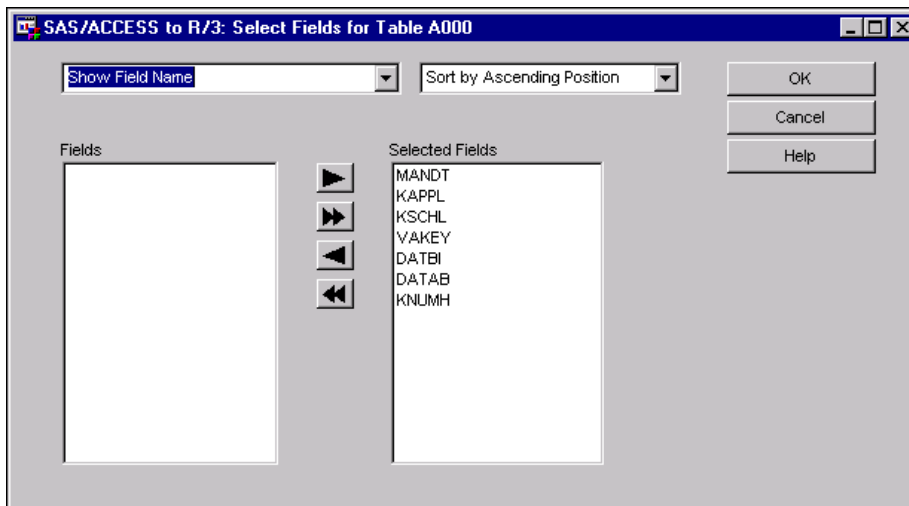 SAS/ACCESS to R/3: Select Fields for Table A000
Show Field Name
Sort by Ascending Position
OK
Cancel
Help
Fields
Selected Fields
MANDT
KAPPL
KSCHL
VAKEY
DATBI
DATAB
KNUMH